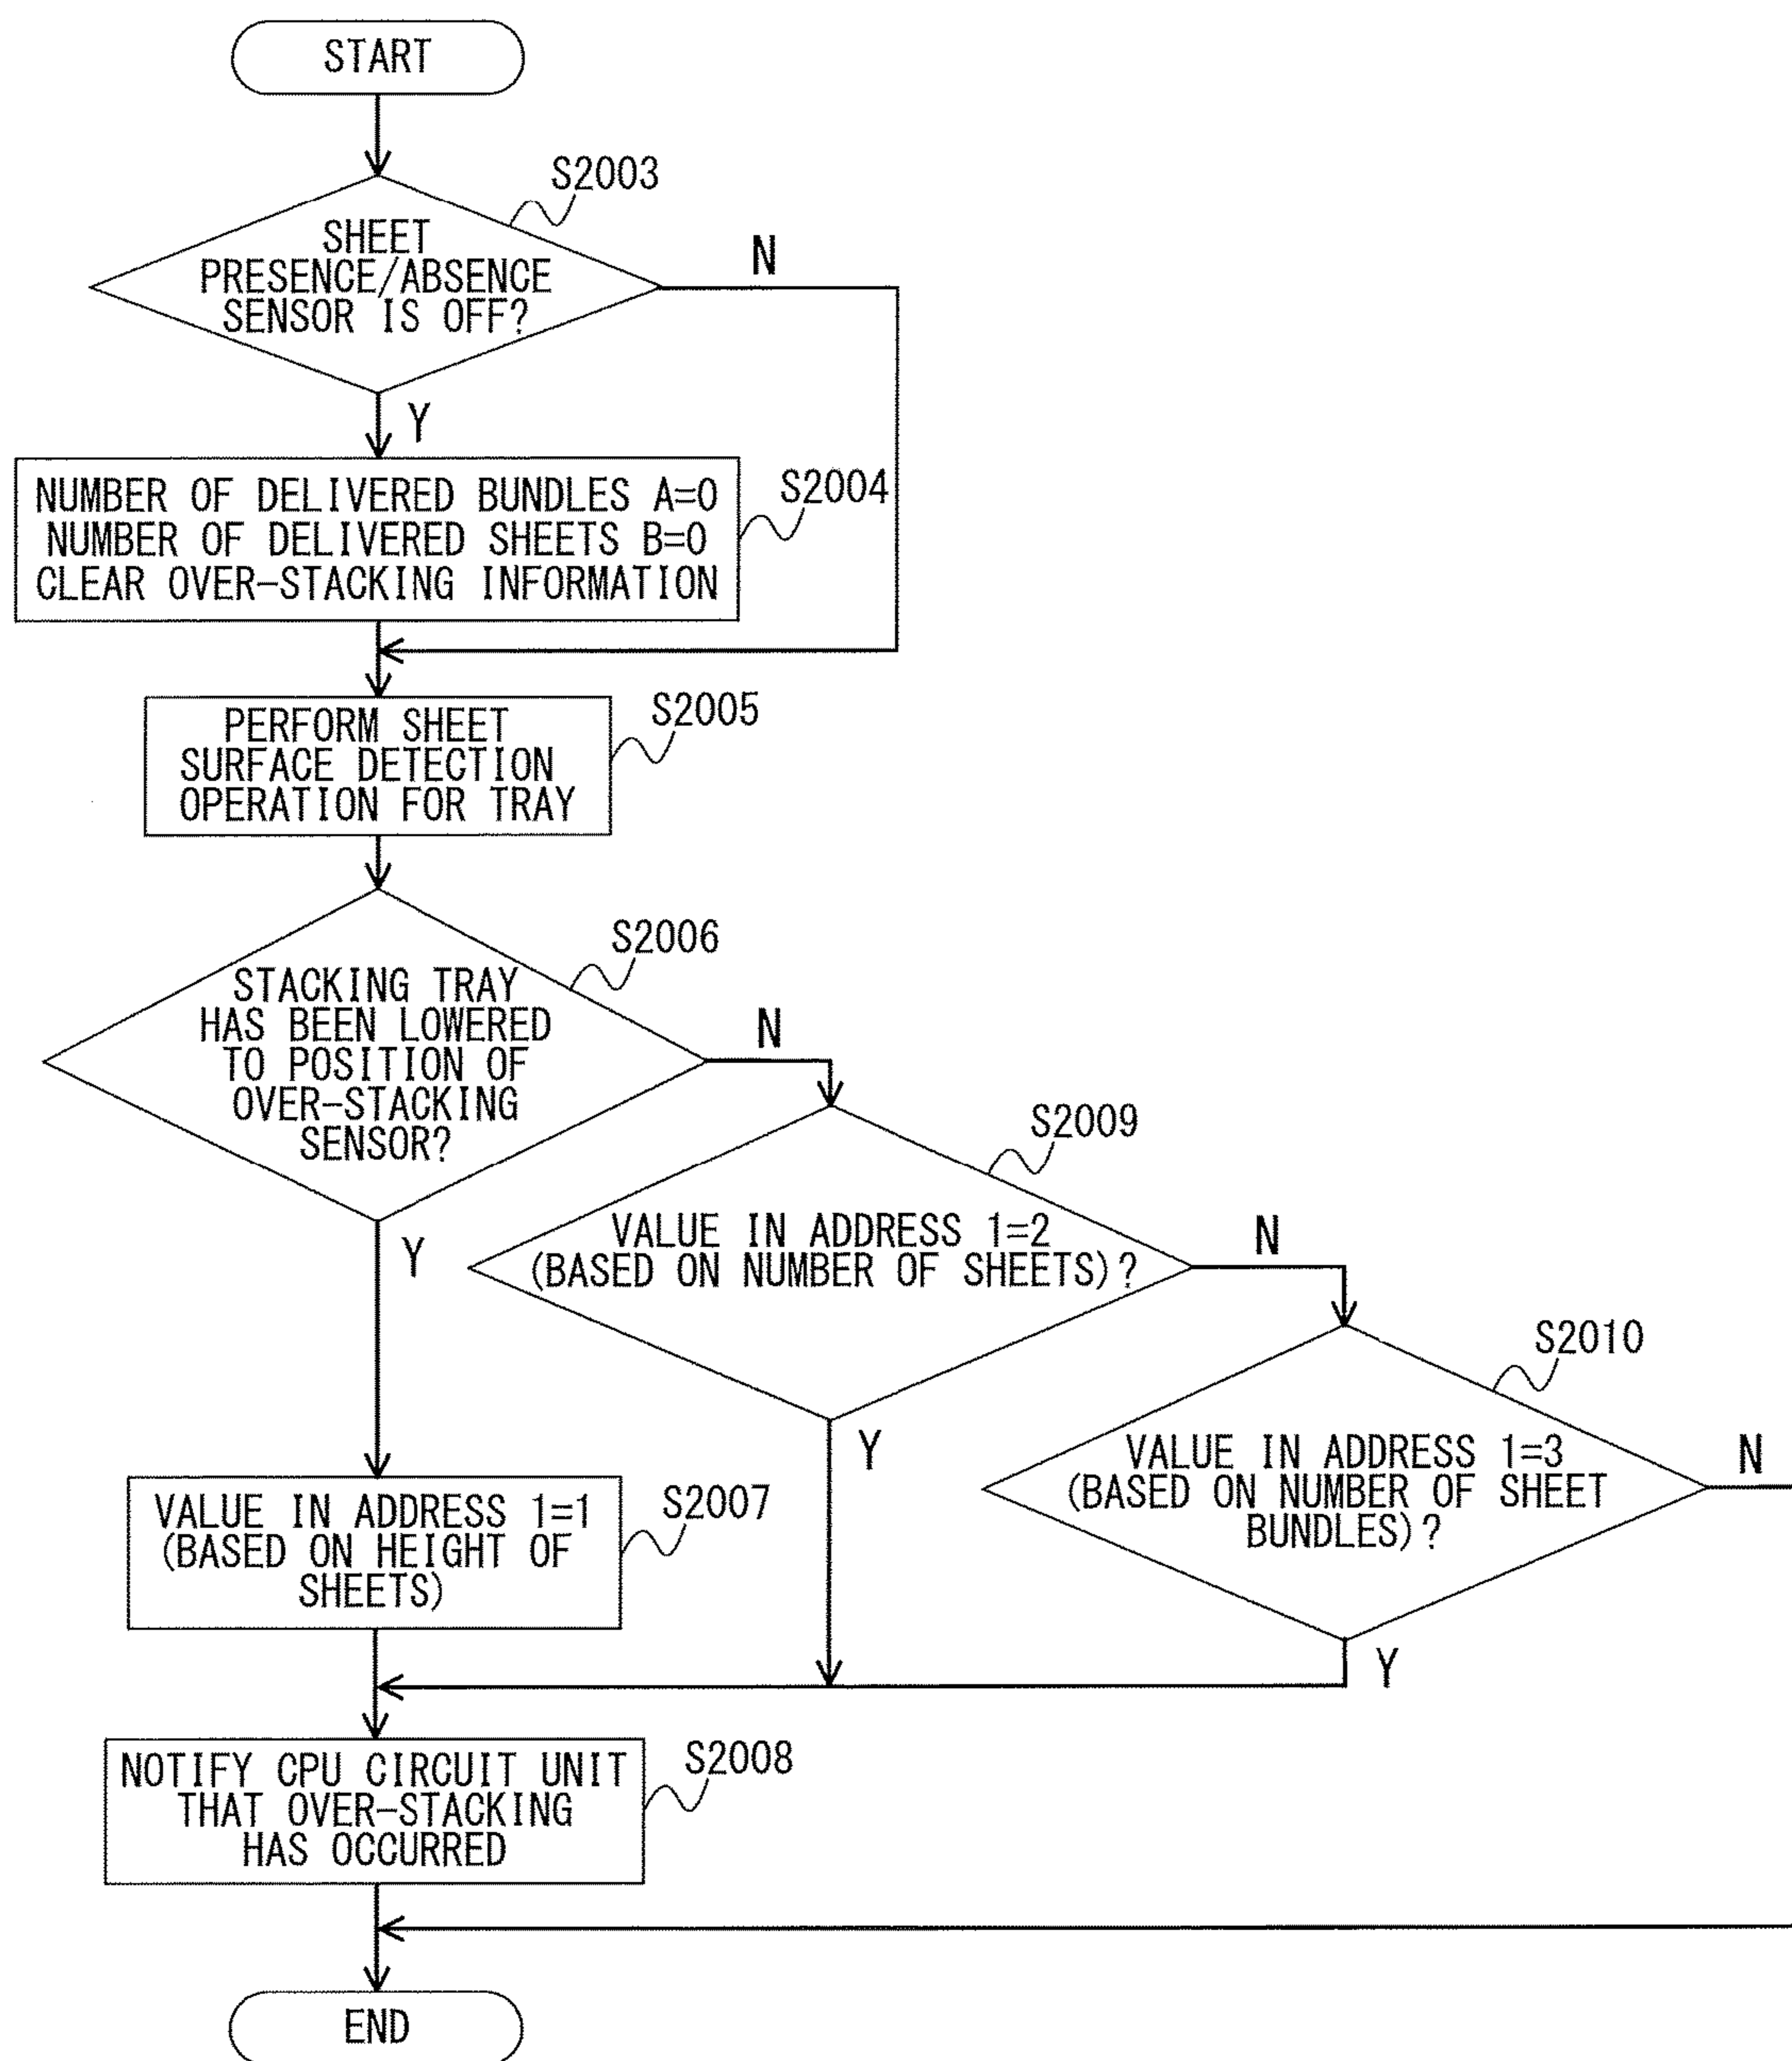 START
S2003
SHEET
PRESENCE/ABSENCE
SENSOR IS OFF?
N
Y
NUMBER OF DELIVERED BUNDLES A=0
NUMBER OF DELIVERED SHEETS B=0
CLEAR OVER-STACKING INFORMATION
S2004
PERFORM SHEET
SURFACE DETECTION
OPERATION FOR TRAY
S2005
STACKING TRAY
HAS BEEN LOWERED
TO POSITION OF
OVER-STACKING
SENSOR?
S2006
N
Y
VALUE IN ADDRESS 1=2
(BASED ON NUMBER OF SHEETS)?
S2009
N
Y
VALUE IN ADDRESS 1=3
(BASED ON NUMBER OF SHEET
BUNDLES)?
S2010
N
Y
VALUE IN ADDRESS 1=1
(BASED ON HEIGHT OF
SHEETS)
S2007
NOTIFY CPU CIRCUIT UNIT
THAT OVER-STACKING
HAS OCCURRED
S2008
END